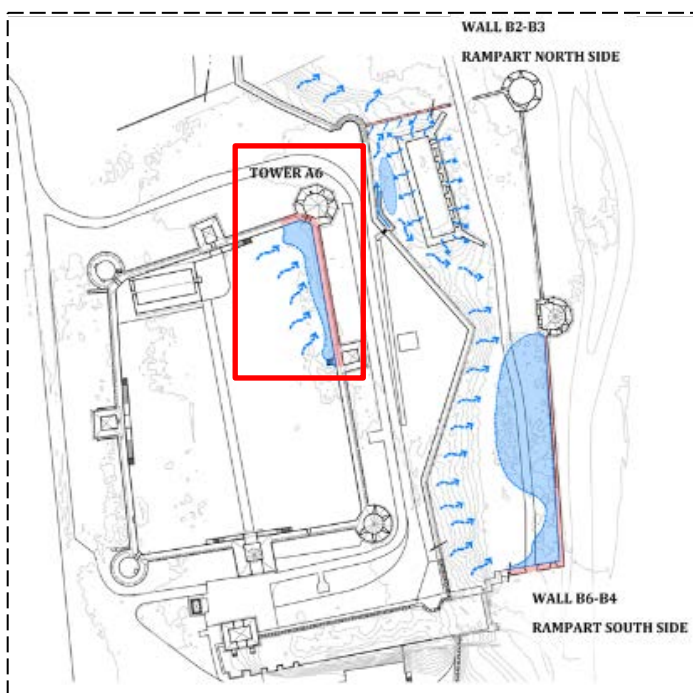 WALL B2-B3
RAMPART NORTH SIDE
TOWER A6
WALL B6-B4
RAMPART SOUTH SIDE